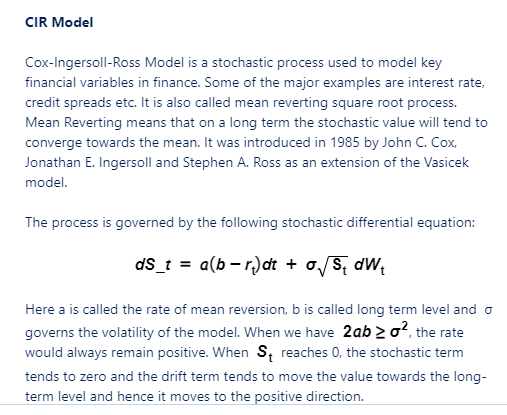 CIR Model
Cox-Ingersoll-Ross Model is a stochastic process used to model key
financial variables in finance. Some of the major examples are interest rate,
credit spreads etc. It is also called mean reverting square root process.
Mean Reverting means that on a long term the stochastic value will tend to
converge towards the mean. It was introduced in 1985 by John C. Cox,
Jonathan E. Ingersoll and Stephen A. Ross as an extension of the Vasicek
model.
The process is governed by the following stochastic differential equation:
dS_t = a(b − r_t)dt + σ√S_t dW_t
Here a is called the rate of mean reversion, b is called long term level and σ
governs the volatility of the model. When we have 2ab ≥ σ², the rate
would always remain positive. When S_t reaches 0, the stochastic term
tends to zero and the drift term tends to move the value towards the long-
term level and hence it moves to the positive direction.